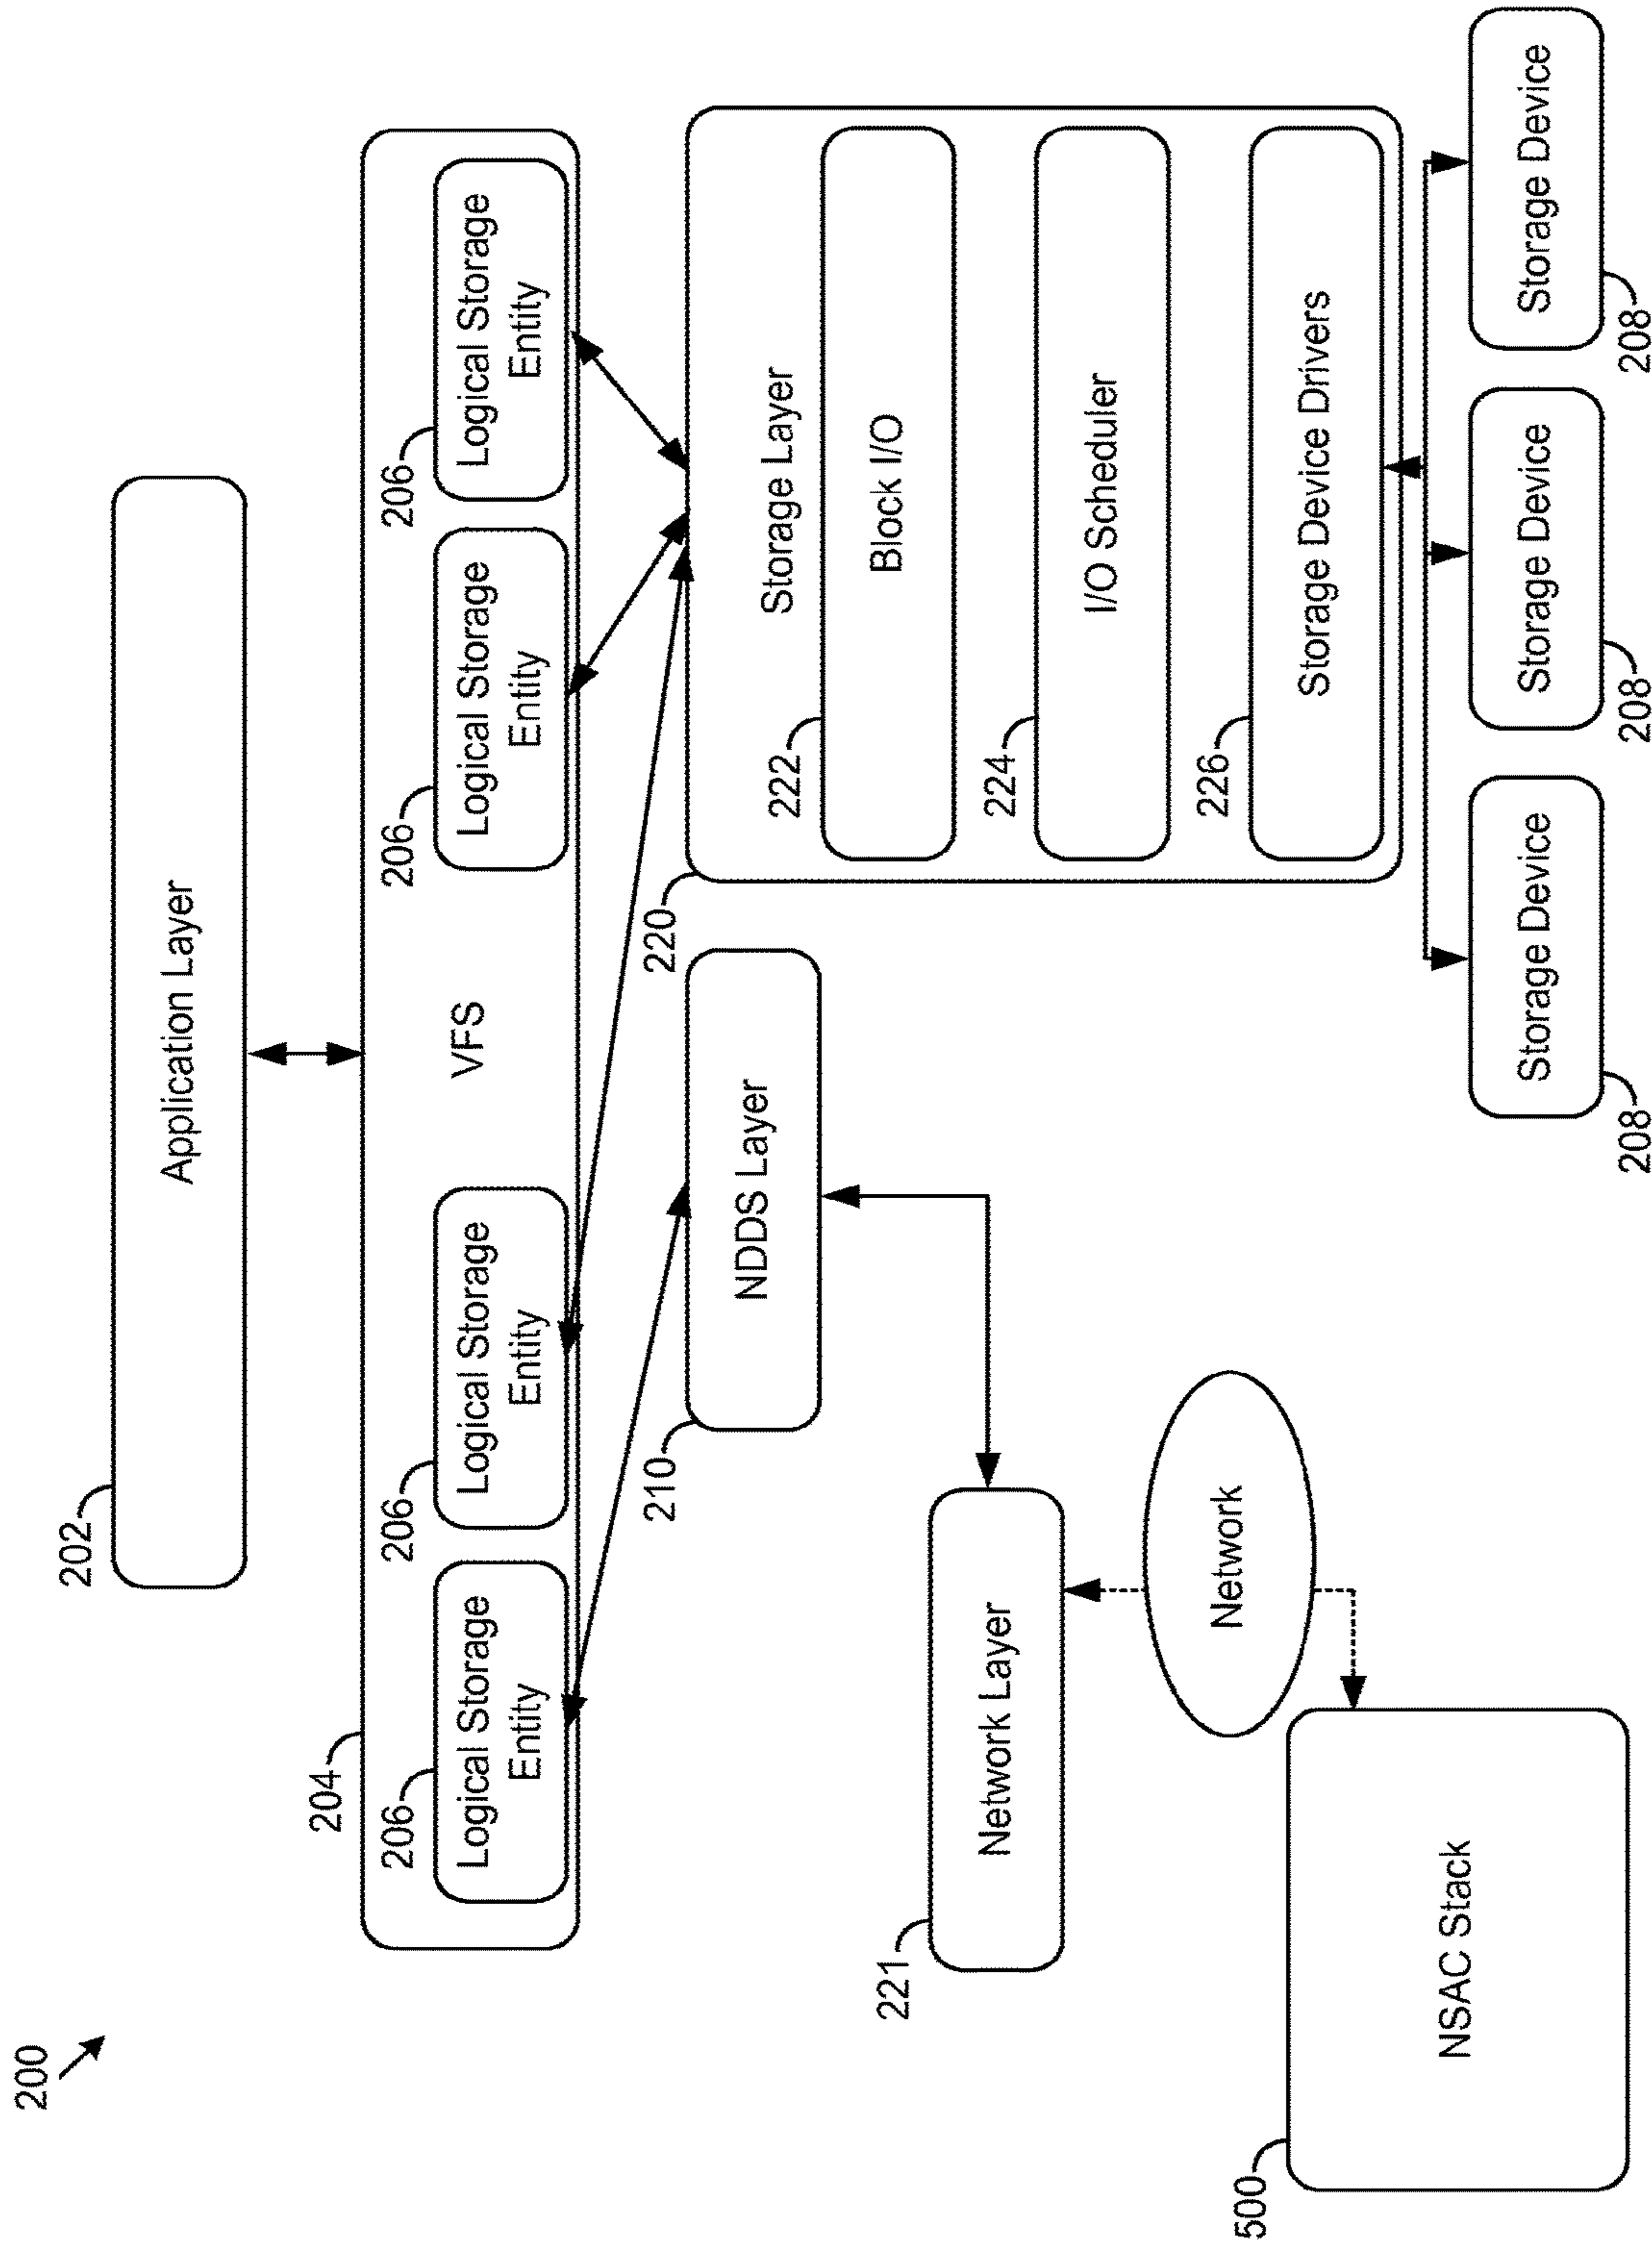 200
202
Application Layer
204
VFS
206
Logical Storage
Entity
206
Logical Storage
Entity
206
Logical Storage
Entity
206
Logical Storage
Entity
210
NDDS Layer
220
Storage Layer
222
Block I/O
224
I/O Scheduler
226
Storage Device Drivers
221
Network Layer
Network
500
NSAC Stack
Storage Device
208
Storage Device
208
Storage Device
208